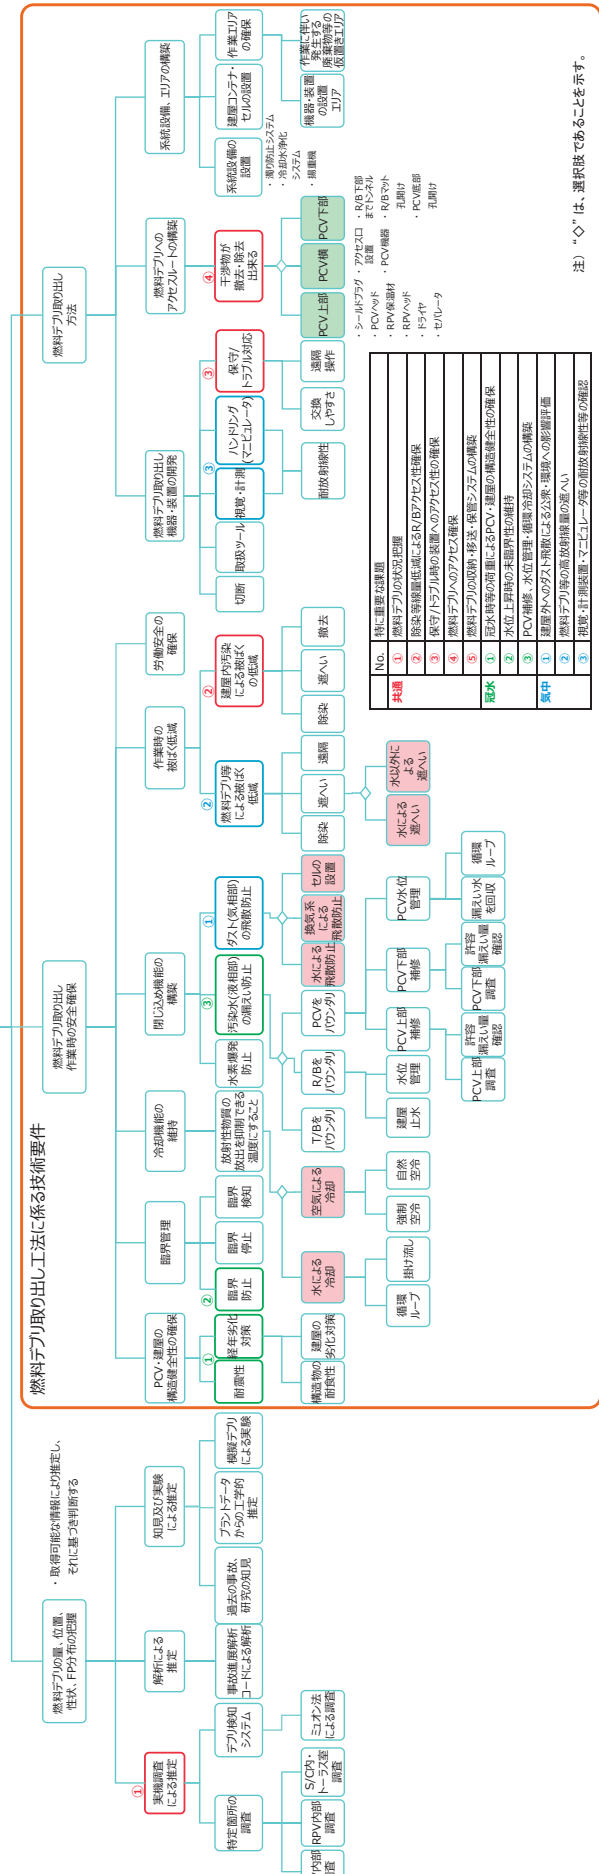 燃料デブリ取り出し工法に係る技術要件
燃料デブリの量、位置、
性状、FP分布の把握
・ 取得可能な情報により推定し、
それに基づき判断する
①
実機調査
による推定
解析による
推定
知見及び実験
による推定
特定箇所の
調査
デブリ検知
システム
事故進展解析
コードによる解析
過去の事故、
研究の知見
プラントデータ
からの工学的
推定
模擬デブリ
による実験
内部
RPV内部
調査
S/C内・
トーラス室
調査
ミュオン法
による調査
燃料デブリ取り出し
作業時の安全確保
PCV・建屋の
構造健全性の確保
臨界管理
冷却機能の
維持
閉じ込め機能の
構築
作業時の
被ばく低減
労働安全の
確保
①
耐震性
経年劣化
対策
②
臨界
防止
臨界
停止
臨界
検知
放射性物質の
放出を抑制できる
温度にすること
水素爆発
防止
③
汚染水(液相部)
の漏えい防止
①
ダスト(気相部)
の飛散防止
②
燃料デブリ等
による被ばく
低減
②
建屋内汚染
による被ばく
の低減
構造物の
耐食性
建屋の
劣化対策
水による
冷却
空気による
冷却
T/Bを
バウンダリ
R/Bを
バウンダリ
PCVを
バウンダリ
水による
飛散防止
換気系
による
飛散防止
セルの
設置
除染
遮へい
遠隔
除染
遮へい
撤去
循環
ループ
掛け流し
強制
空冷
自然
空冷
建屋
止水
水位
管理
PCV上部
補修
PCV下部
補修
PCV水位
管理
水による
遮へい
水以外に
よる
遮へい
PCV上部
調査
許容
漏えい量
確認
PCV下部
調査
許容
漏えい量
確認
漏えい水
を回収
循環
ループ
燃料デブリ取り出し
方法
燃料デブリ取り出し
機器・装置の開発
燃料デブリへの
アクセスルートの構築
系統設備、エリアの構築
切断
取扱ツール
視覚・計測
③
ハンドリング
(マニピュレータ)
③
保守/
トラブル対応
④
干渉物が
撤去・除去
出来る
系統設備の
設置
建屋コンテナ・
セルの設置
作業エリア
の確保
・ 濁り防止システム
・ 冷却水浄化
システム
・ 揚重機
耐放射線性
交換
しやすさ
遠隔
操作
PCV上部
PCV横
PCV下部
機器・装置
の設置
エリア
作業に伴い
発生する
廃棄物等の
仮置きエリア
・ シールドプラグ
・ PCVヘッド
・ RPV保温材
・ RPVヘッド
・ ドライヤ
・ セパレータ
・ アクセス口
設置
・ PCV機器
・ R/B下部
までトンネル
・ R/Bマット
孔開け
・ PCV底部
孔開け
No.
特に重要な課題
共通
① 燃料デブリの状況把握
② 除染等線量低減によるR/Bアクセス性確保
③ 保守/トラブル時の装置へのアクセス性の確保
④ 燃料デブリへのアクセス確保
⑤ 燃料デブリの収納・移送・保管システムの構築
冠水
① 冠水時等の荷重によるPCV・建屋の構造健全性の確保
② 水位上昇時の未臨界性の維持
③ PCV補修、水位管理・循環冷却システムの構築
気中
① 建屋外へのダスト飛散による公衆・環境への影響評価
② 燃料デブリ等の高放射線量の遮へい
③ 視覚・計測装置・マニピュレータ等の耐放射線性等の確認
注） “◇” は、選択肢であることを示す。